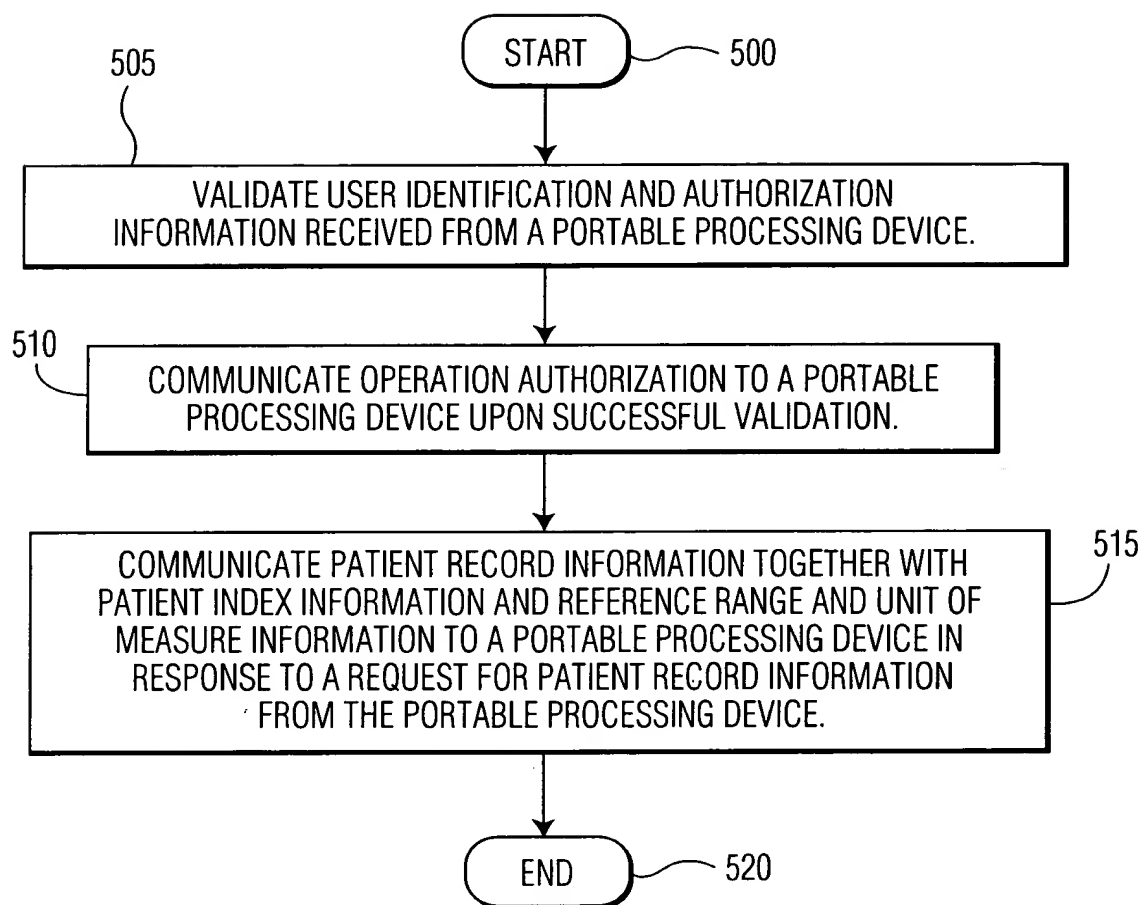 START
500
505
VALIDATE USER IDENTIFICATION AND AUTHORIZATION
INFORMATION RECEIVED FROM A PORTABLE PROCESSING DEVICE.
510
COMMUNICATE OPERATION AUTHORIZATION TO A PORTABLE
PROCESSING DEVICE UPON SUCCESSFUL VALIDATION.
515
COMMUNICATE PATIENT RECORD INFORMATION TOGETHER WITH
PATIENT INDEX INFORMATION AND REFERENCE RANGE AND UNIT OF
MEASURE INFORMATION TO A PORTABLE PROCESSING DEVICE IN
RESPONSE TO A REQUEST FOR PATIENT RECORD INFORMATION
FROM THE PORTABLE PROCESSING DEVICE.
END
520